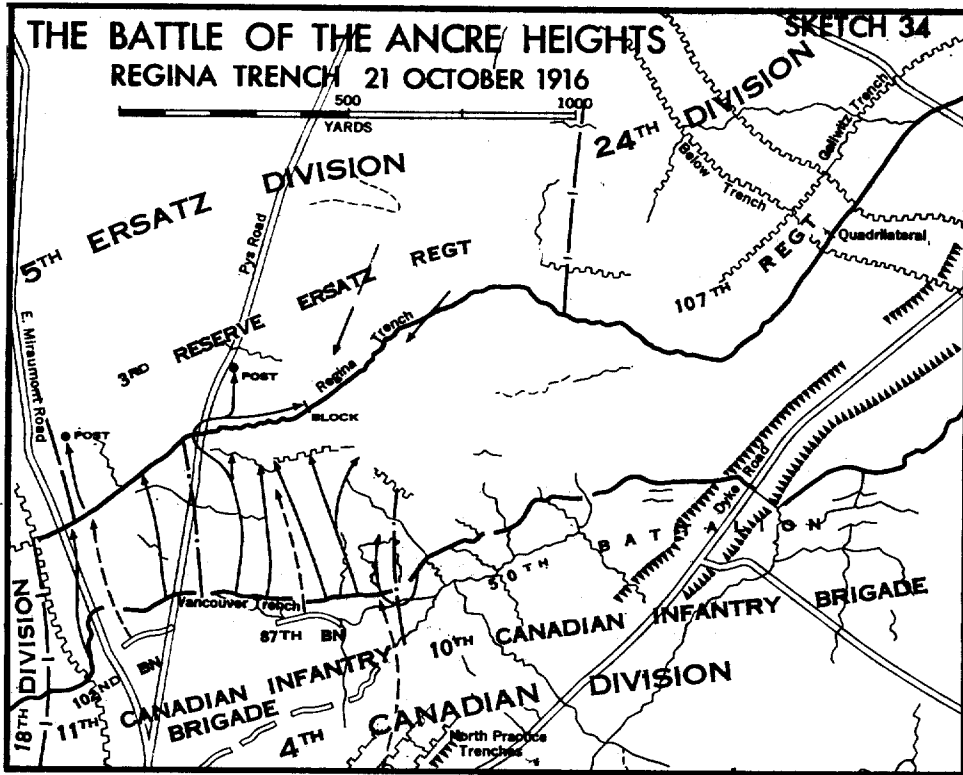 THE BATTLE OF THE ANCRE HEIGHTS
SKETCH 34
REGINA TRENCH 21 OCTOBER 1916
500
1000
YARDS
24TH DIVISION
Gallwitz Trench
Below Trench
5TH ERSATZ DIVISION
Pys Road
Quadrilateral
107TH REGT
3RD RESERVE ERSATZ REGT
E. Miraumont Road
Regina Trench
POST
BLOCK
POST
Dyke Road
50TH BATTALION
Vancouver Trench
87TH BN
102ND BN
10TH CANADIAN INFANTRY BRIGADE
11TH CANADIAN INFANTRY
BRIGADE
18TH DIVISION
4TH CANADIAN DIVISION
North Practice
Trenches